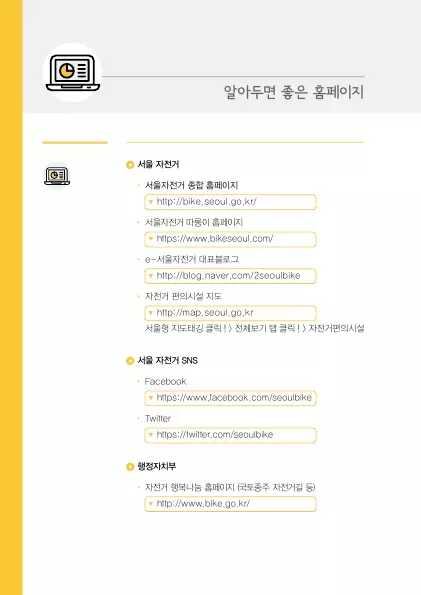 알아두면 좋은 홈페이지
서울 자전거
서울자전거 종합 홈페이지
http://bike.seoul.go.kr/
서울자전거 따릉이 홈페이지
https://www.bikeseoul.com/
e-서울자전거 대표블로그
http://blog.naver.com/2seoulbike
자전거 편의시설 지도
http://map.seoul.go.kr
서울형 지도태깅 클릭! > 전체보기 탭 클릭! > 자전거편의시설
서울 자전거 SNS
Facebook
https://www.facebook.com/seoulbike
Twitter
https://twitter.com/seoulbike
행정자치부
자전거 행복나눔 홈페이지 (국토종주 자전거길 등)
http://www.bike.go.kr/